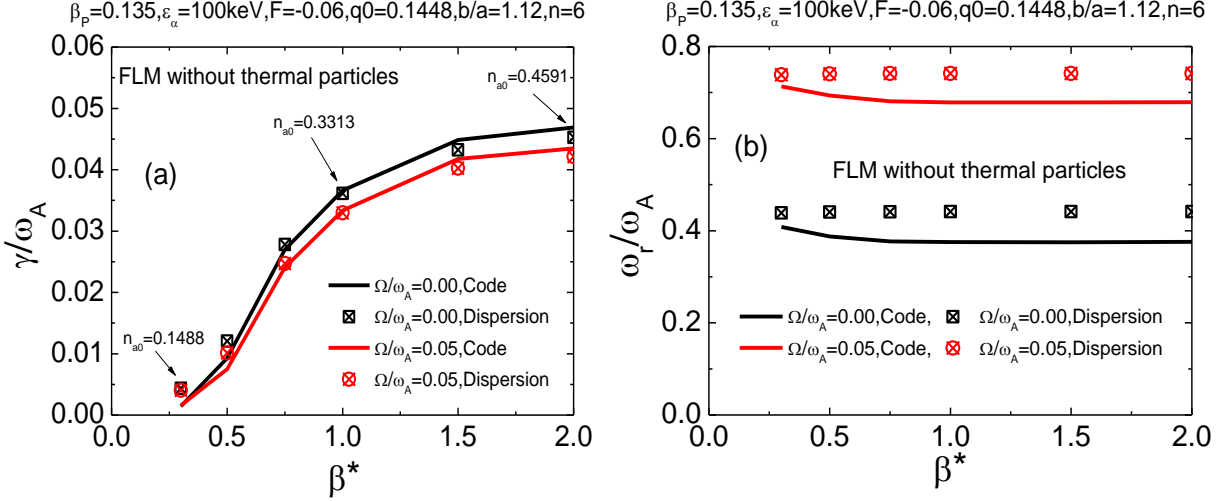 β_P=0.135,ε_α=100keV,F=-0.06,q0=0.1448,b/a=1.12,n=6
0.06
0.05
0.04
0.03
0.02
0.01
0.00
γ/ω_A
FLM without thermal particles
n_a0=0.4591
n_a0=0.3313
(a)
n_a0=0.1488
Ω/ω_A=0.00,Code
Ω/ω_A=0.00,Dispersion
Ω/ω_A=0.05,Code
Ω/ω_A=0.05,Dispersion
0.0 0.5 1.0 1.5 2.0
β*
β_P=0.135,ε_α=100keV,F=-0.06,q0=0.1448,b/a=1.12,n=6
0.8
0.6
0.4
0.2
0.0
ω_r/ω_A
(b)
FLM without thermal particles
Ω/ω_A=0.00,Code, Ω/ω_A=0.00,Dispersion
Ω/ω_A=0.05,Code, Ω/ω_A=0.05,Dispersion
0.0 0.5 1.0 1.5 2.0
β*